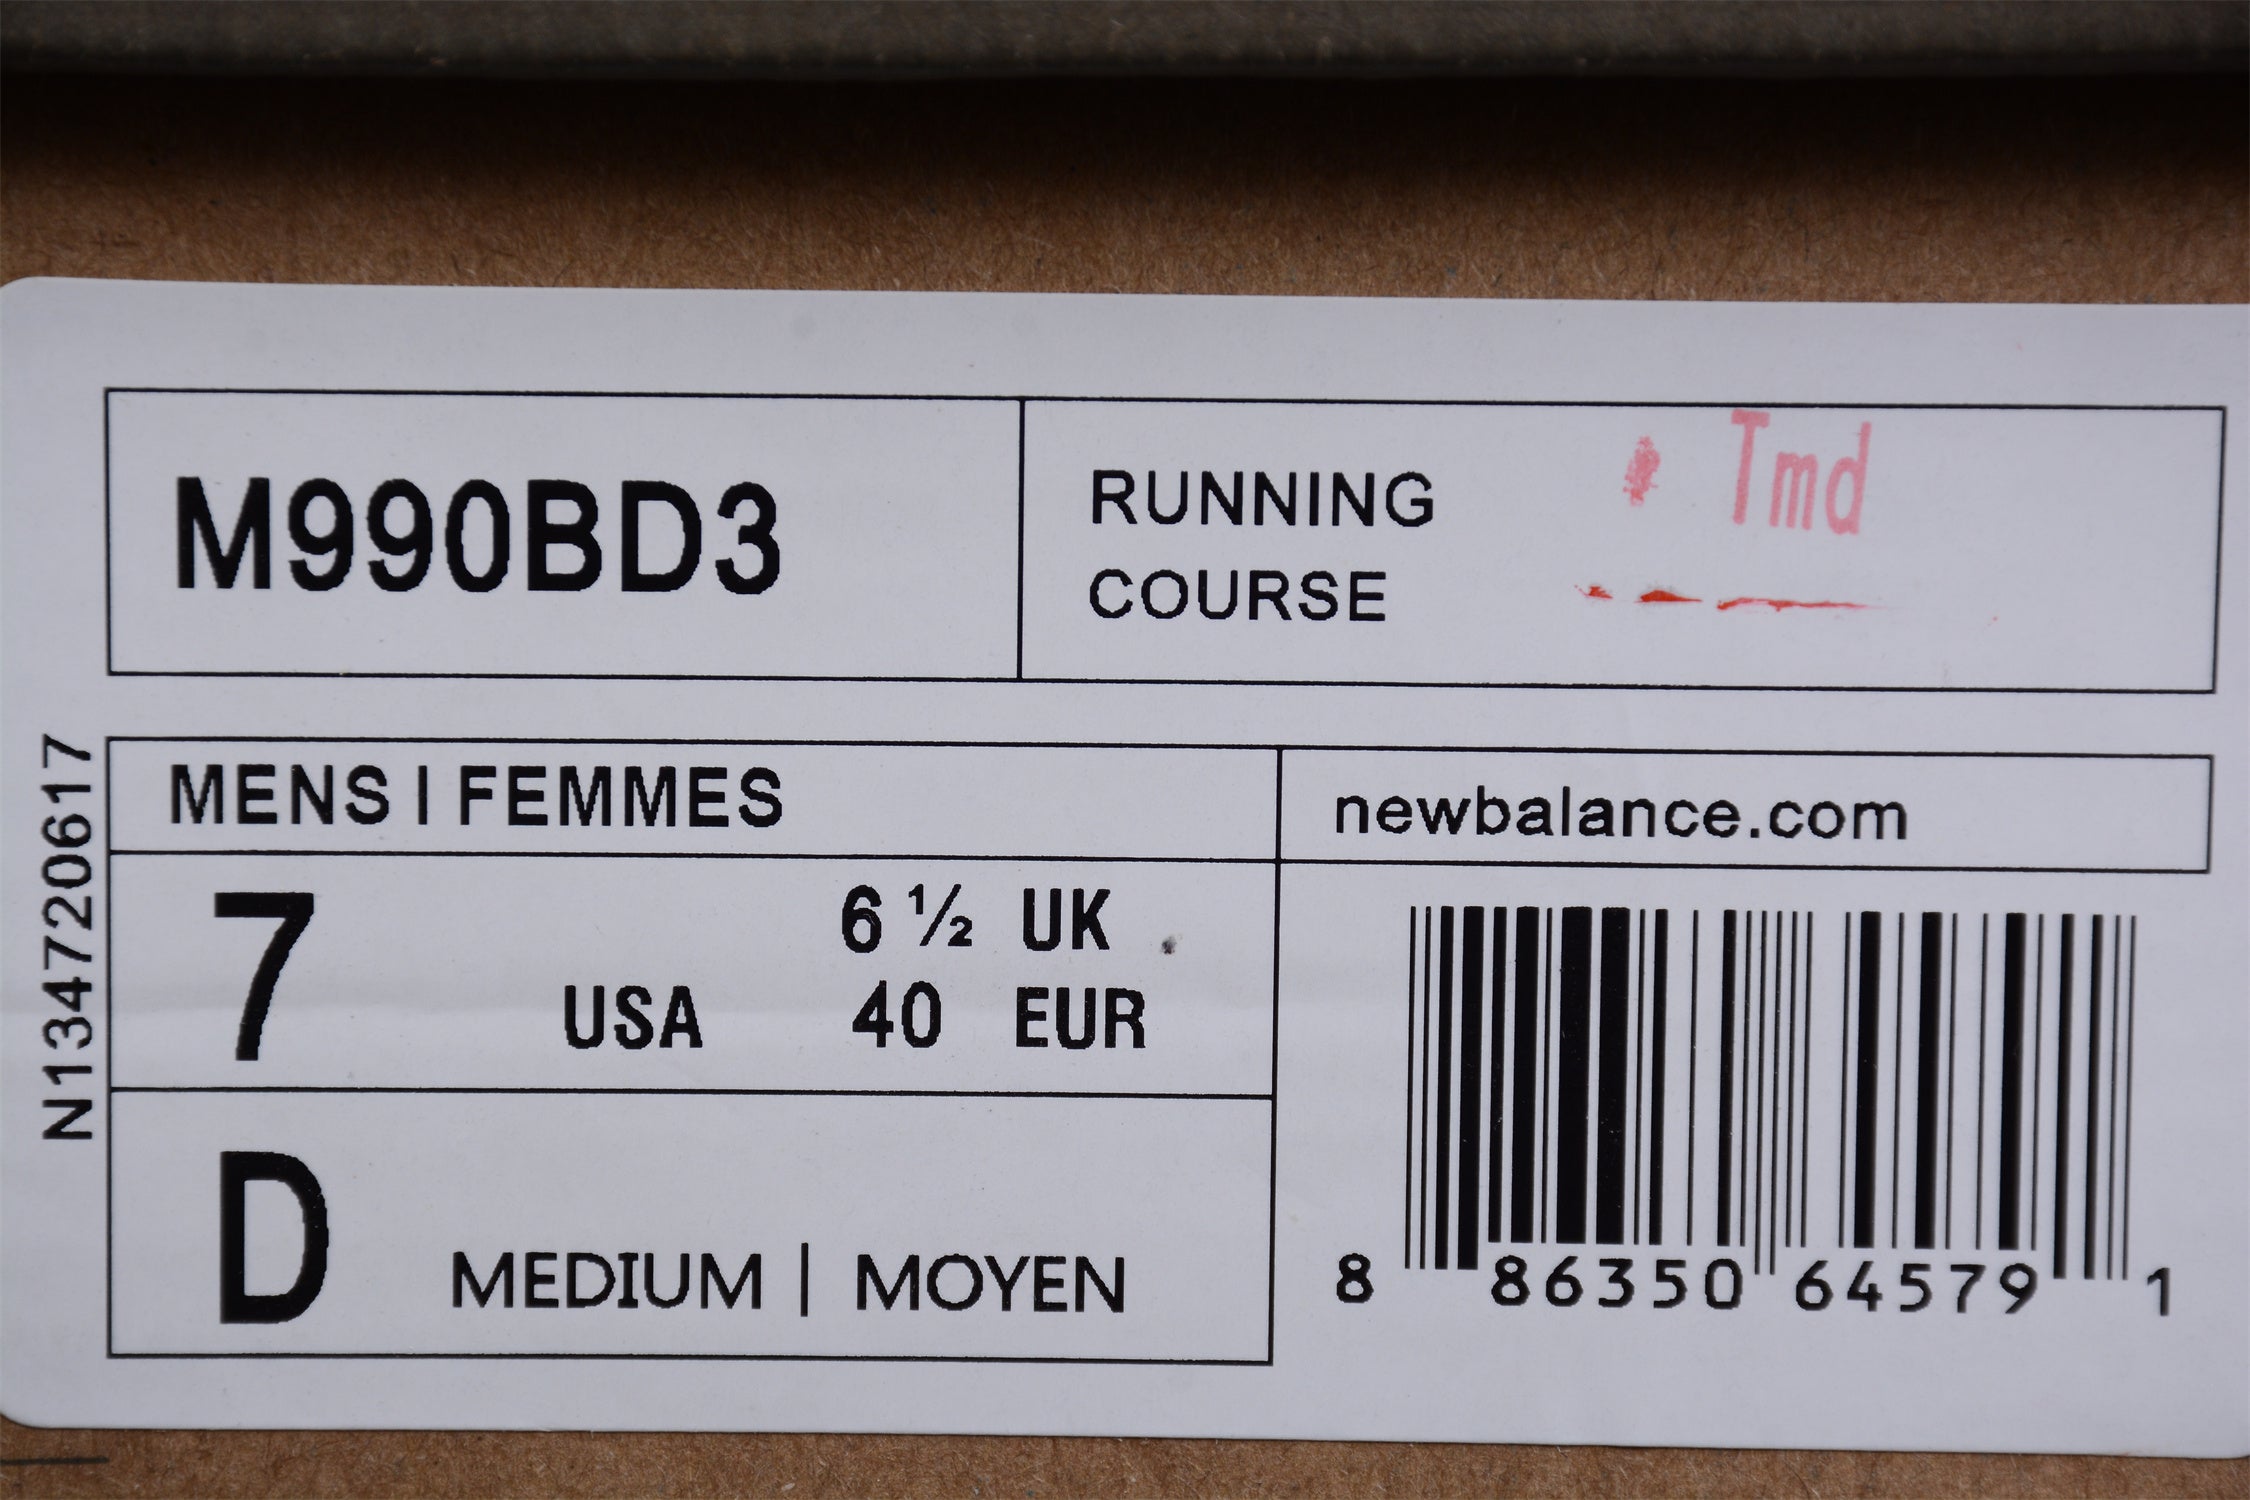 M990BD3
RUNNING
COURSE
Tmd
N13472060617
MENS | FEMMES
newbalance.com
7 USA
6 ½ UK
40 EUR
D
MEDIUM | MOYEN
8 86350 64579 1